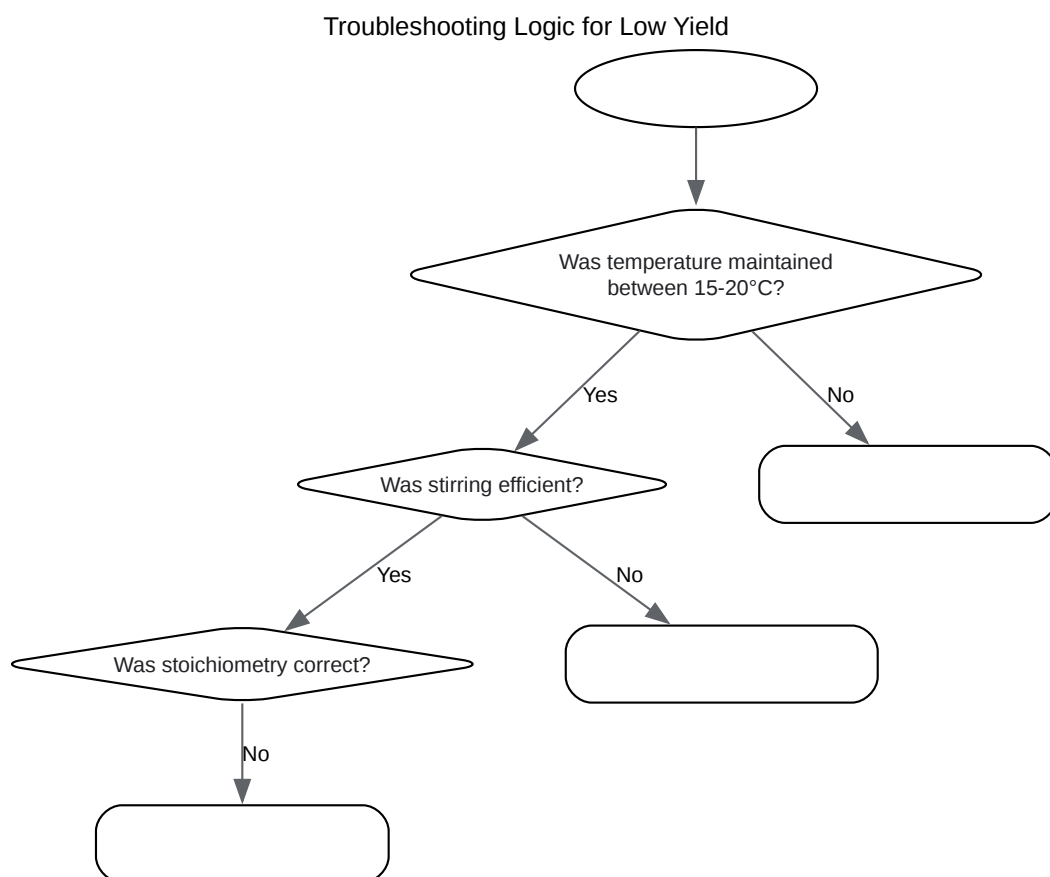 Troubleshooting Logic for Low Yield
Was temperature maintained
between 15-20°C?
Yes
No
Was stirring efficient?
Yes
No
Was stoichiometry correct?
No